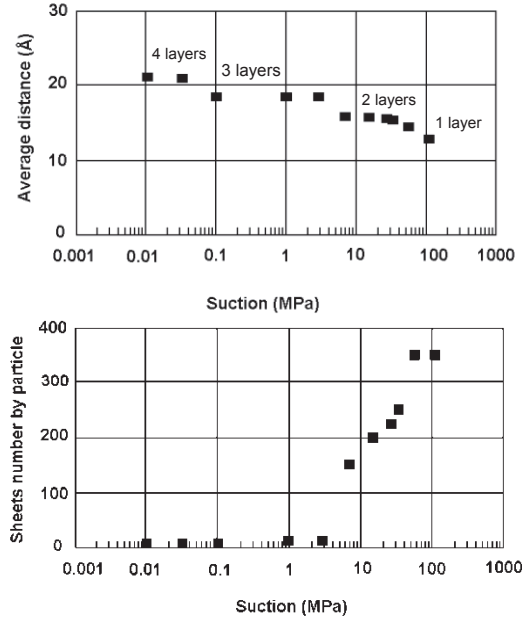 30
4 layers
3 layers
20
2 layers
1 layer
10
0
Average distance (Å)
0.001 0.01 0.1 1 10 100 1000
Suction (MPa)
400
300
200
100
0
Sheets number by particle
0.001 0.01 0.1 1 10 100 1000
Suction (MPa)